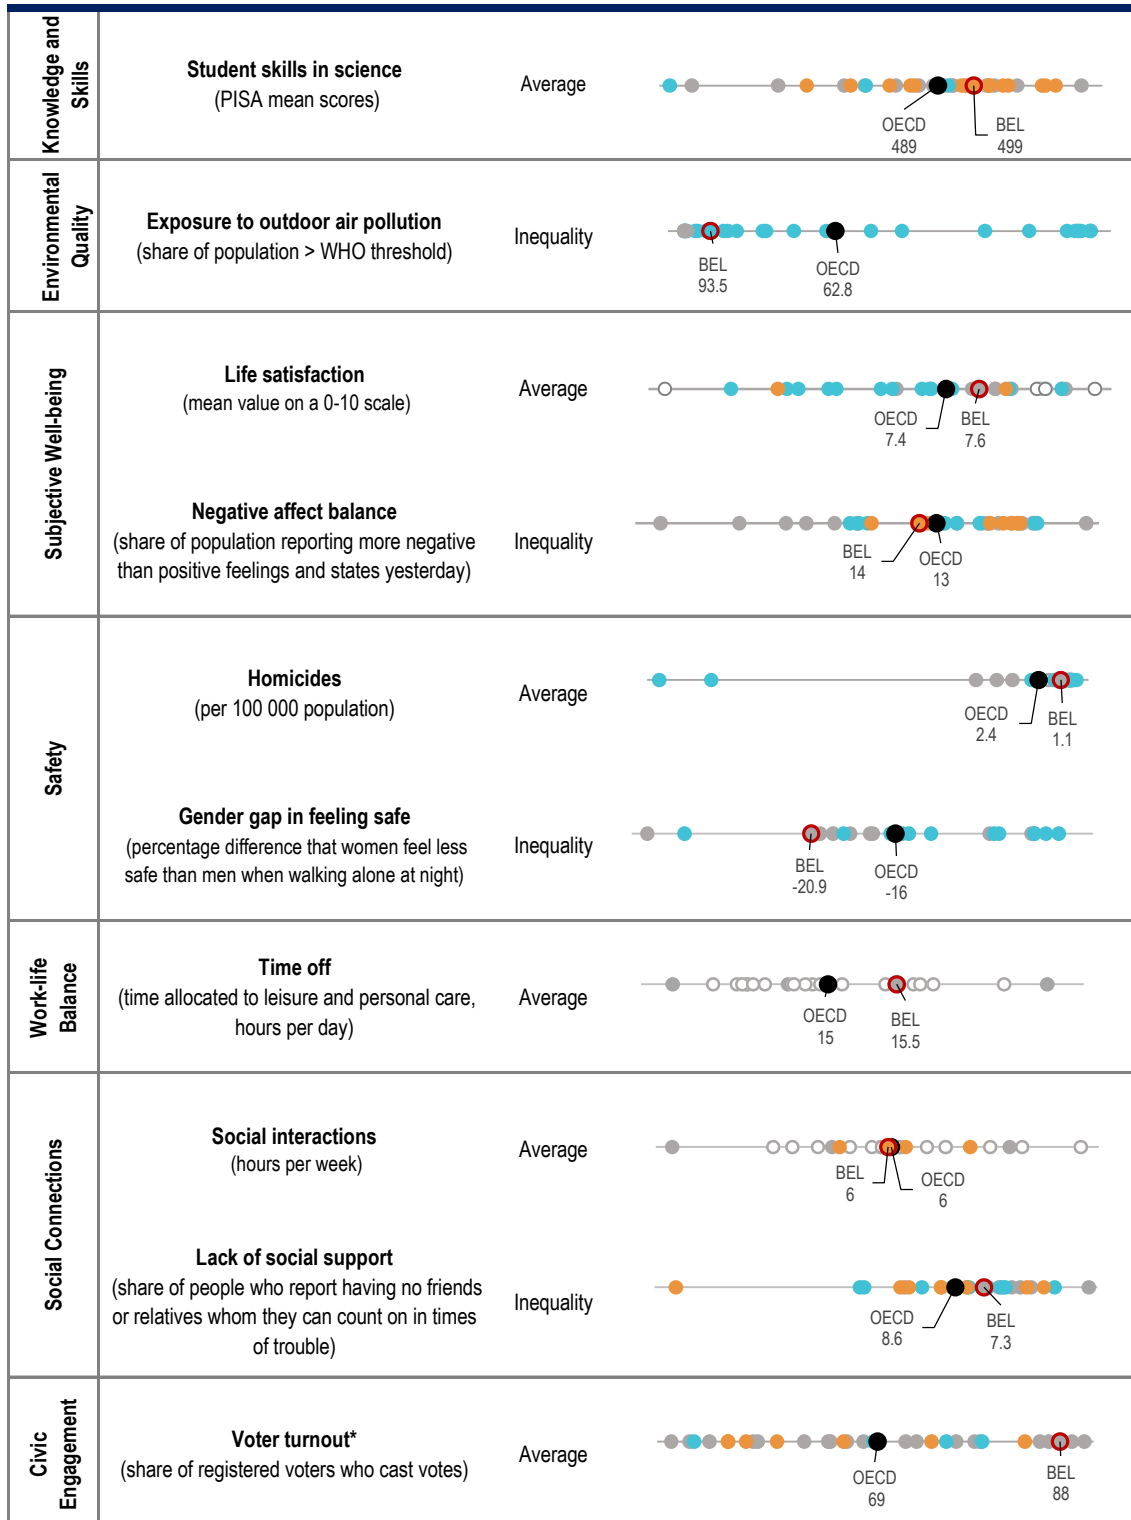 Knowledge and
Skills
Student skills in science
(PISA mean scores)
Average
OECD
489
BEL
499
Environmental
Quality
Exposure to outdoor air pollution
(share of population > WHO threshold)
Inequality
BEL
93.5
OECD
62.8
Subjective Well-being
Life satisfaction
(mean value on a 0-10 scale)
Average
OECD
7.4
BEL
7.6
Negative affect balance
(share of population reporting more negative
than positive feelings and states yesterday)
Inequality
BEL
14
OECD
13
Safety
Homicides
(per 100 000 population)
Average
OECD
2.4
BEL
1.1
Gender gap in feeling safe
(percentage difference that women feel less
safe than men when walking alone at night)
Inequality
BEL
-20.9
OECD
-16
Work-life
Balance
Time off
(time allocated to leisure and personal care,
hours per day)
Average
OECD
15
BEL
15.5
Social Connections
Social interactions
(hours per week)
Average
BEL
6
OECD
6
Lack of social support
(share of people who report having no friends
or relatives whom they can count on in times
of trouble)
Inequality
OECD
8.6
BEL
7.3
Civic
Engagement
Voter turnout*
(share of registered voters who cast votes)
Average
OECD
69
BEL
88